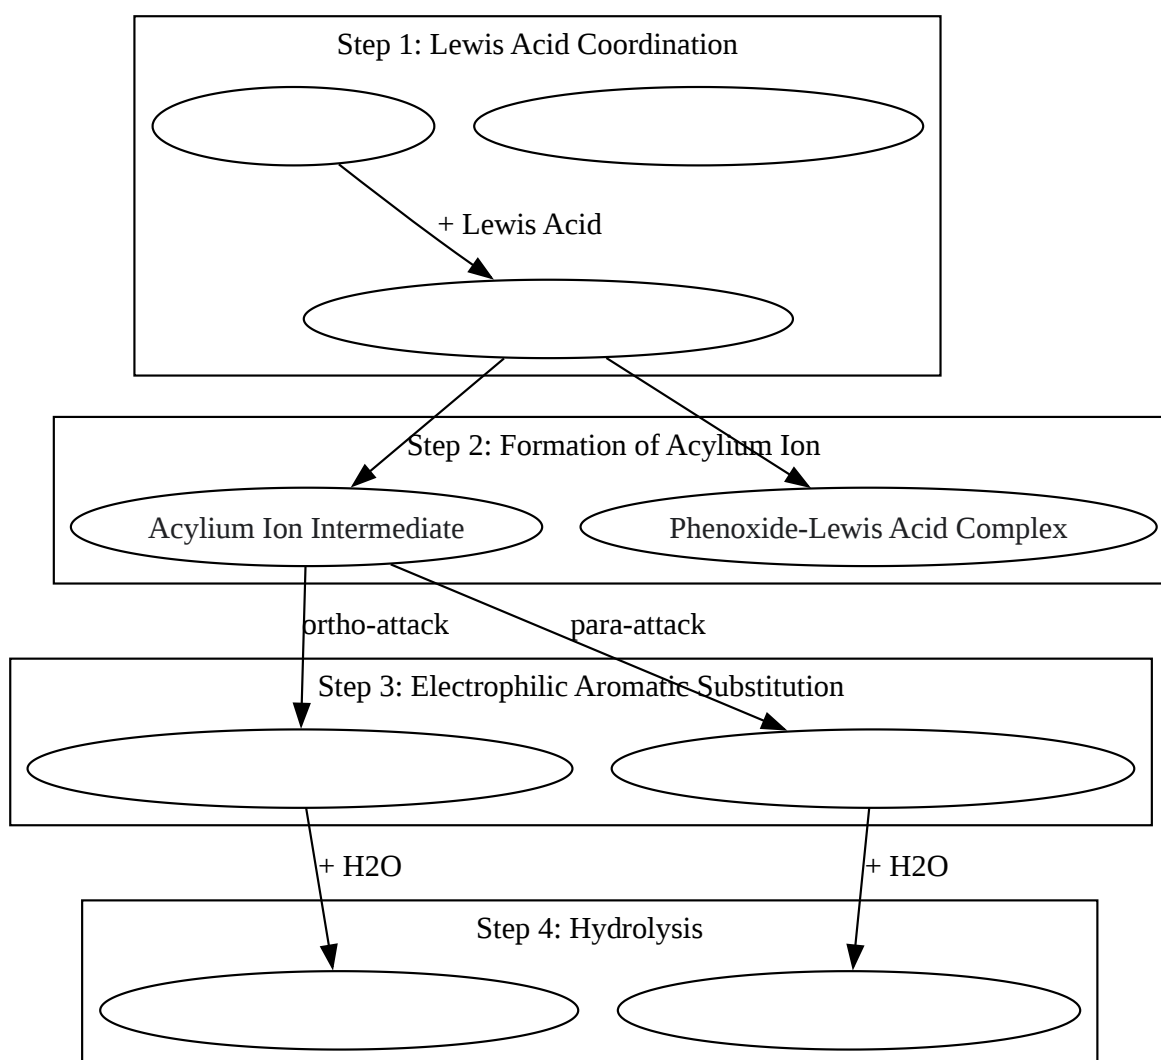 Step 1: Lewis Acid Coordination
+ Lewis Acid
Step 2: Formation of Acylium Ion
Acylium Ion Intermediate
Phenoxide-Lewis Acid Complex
ortho-attack
para-attack
Step 3: Electrophilic Aromatic Substitution
+ H2O
+ H2O
Step 4: Hydrolysis